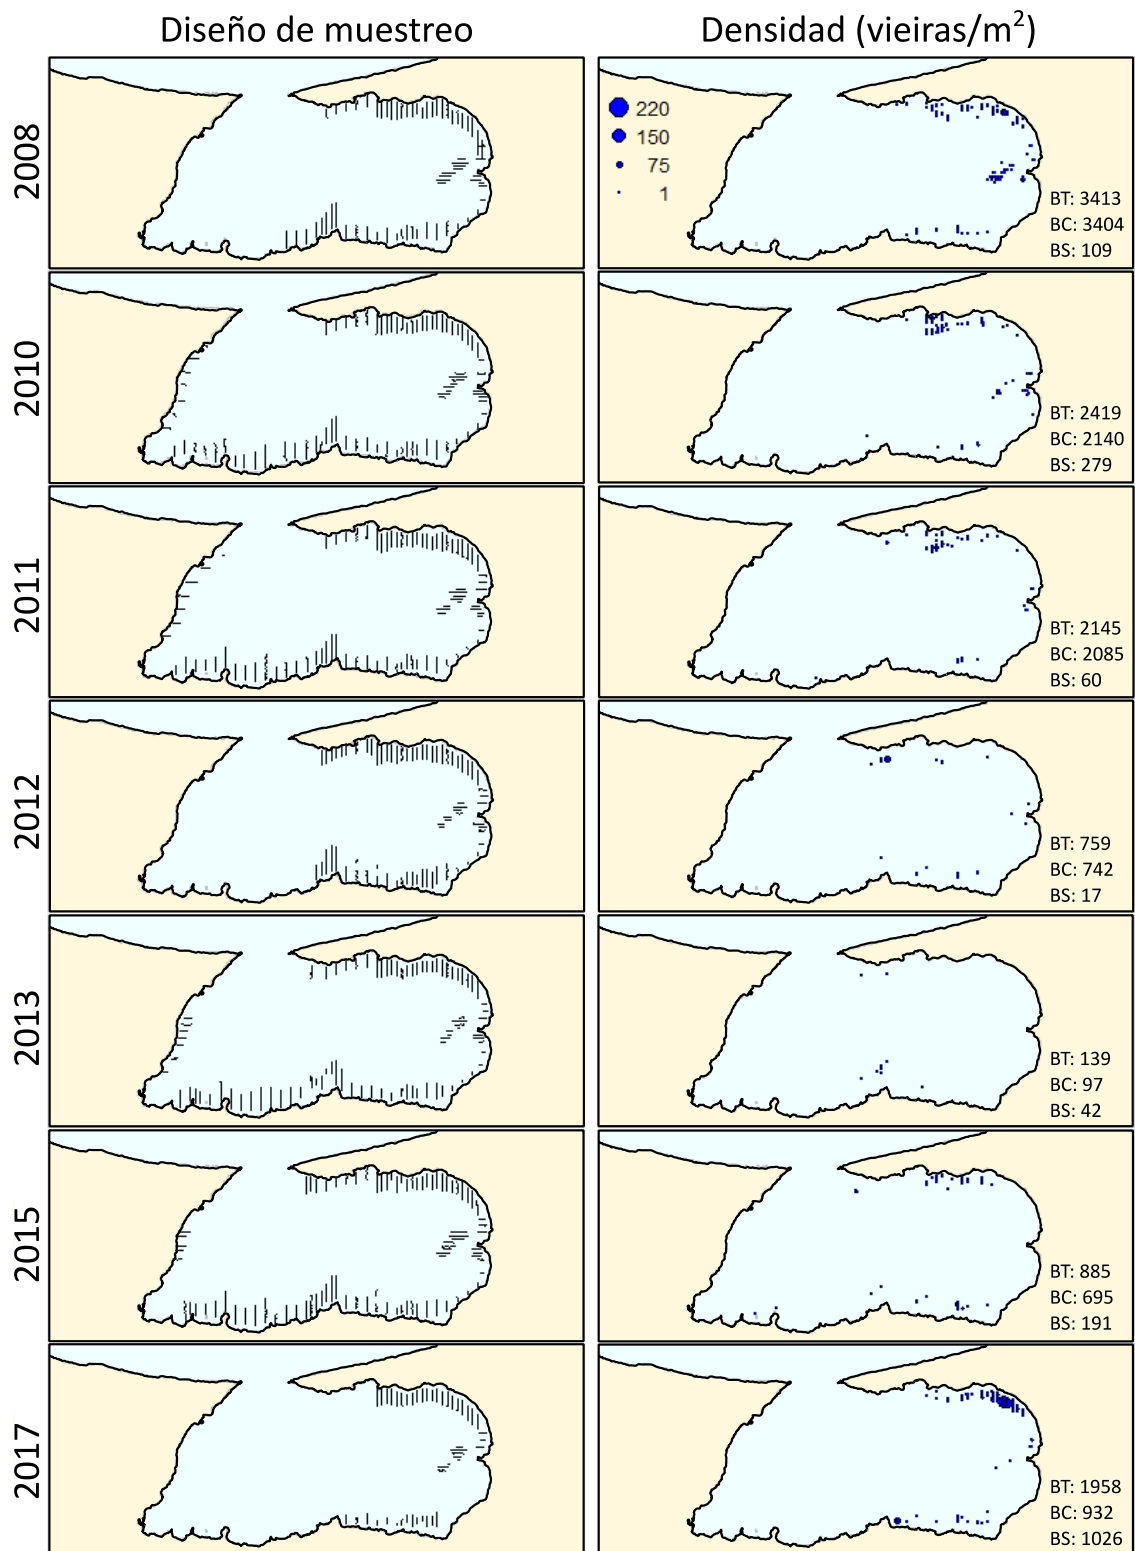 Diseño de muestreo
Densidad (vieiras/m²)
2008
220
150
75
1
BT: 3413
BC: 3404
BS: 109
2010
BT: 2419
BC: 2140
BS: 279
2011
BT: 2145
BC: 2085
BS: 60
2012
BT: 759
BC: 742
BS: 17
2013
BT: 139
BC: 97
BS: 42
2015
BT: 885
BC: 695
BS: 191
2017
BT: 1958
BC: 932
BS: 1026